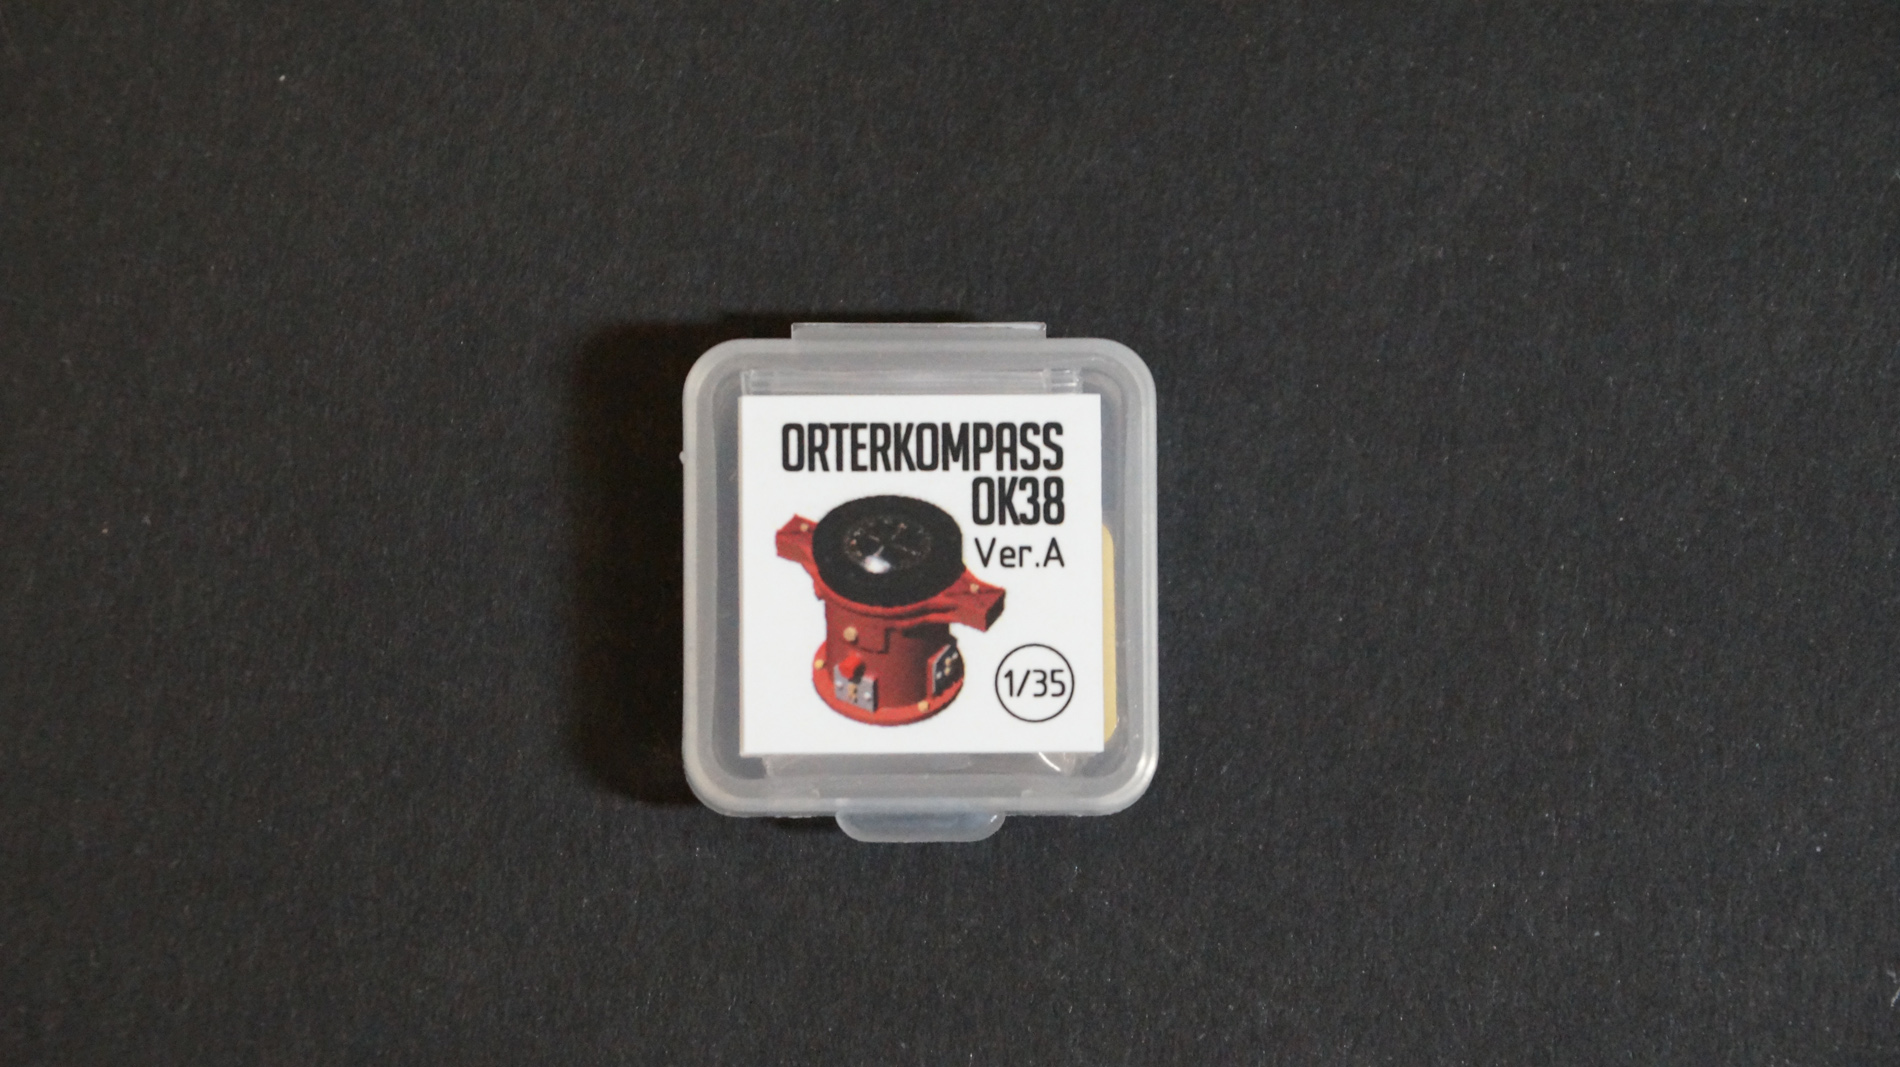 ORTERKOMPASS
OK38
Ver.A
1/35